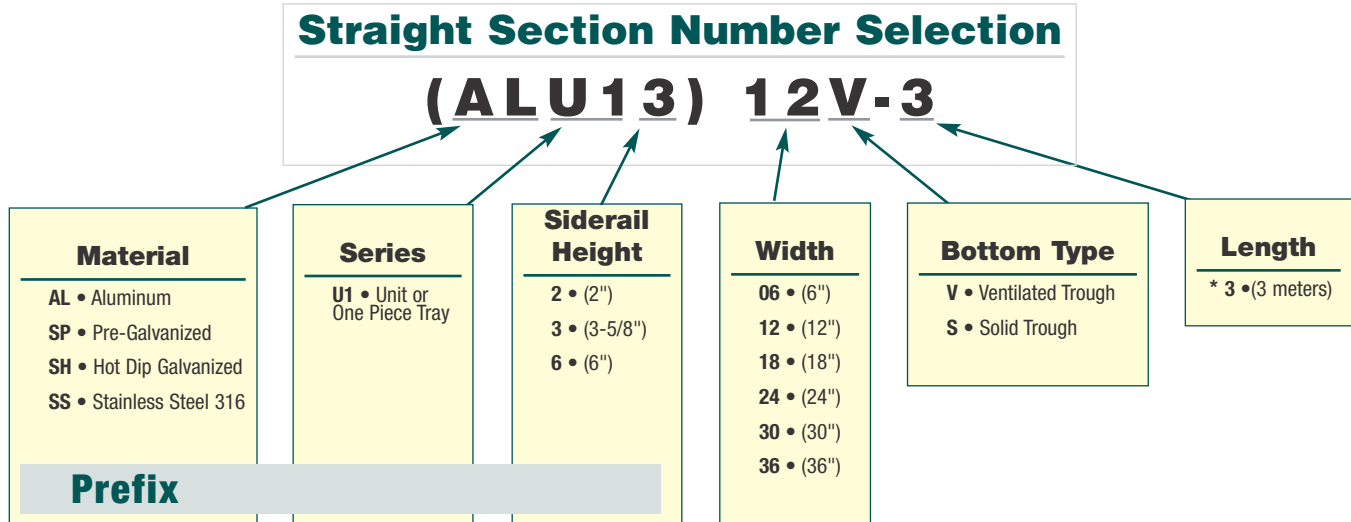 Straight Section Number Selection
(ALU13) 12V-3
Material
AL • Aluminum
SP • Pre-Galvanized
SH • Hot Dip Galvanized
SS • Stainless Steel 316
Series
U1 • Unit or
One Piece Tray
Siderail
Height
2 • (2")
3 • (3-5/8")
6 • (6")
Width
06 • (6")
12 • (12")
18 • (18")
24 • (24")
30 • (30")
36 • (36")
Bottom Type
V • Ventilated Trough
S • Solid Trough
Length
* 3 •(3 meters)
Prefix